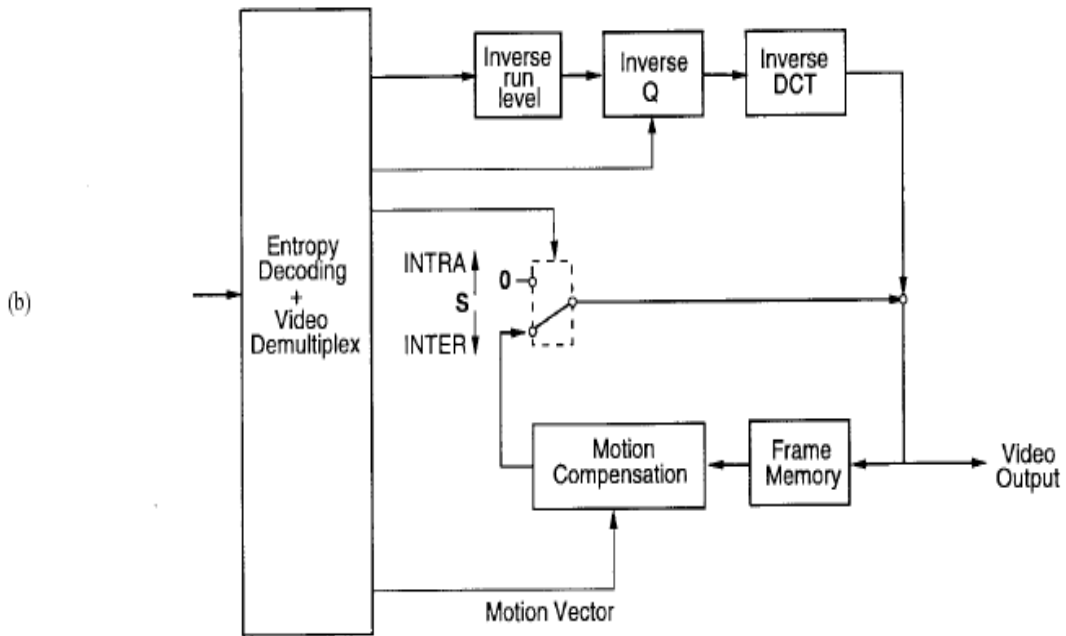 Inverse
run
level
Inverse
Q
Inverse
DCT
Entropy
Decoding
+
Video
Demultiplex
INTRA
0
S
INTER
(b)
Motion
Compensation
Frame
Memory
Video
Output
Motion Vector